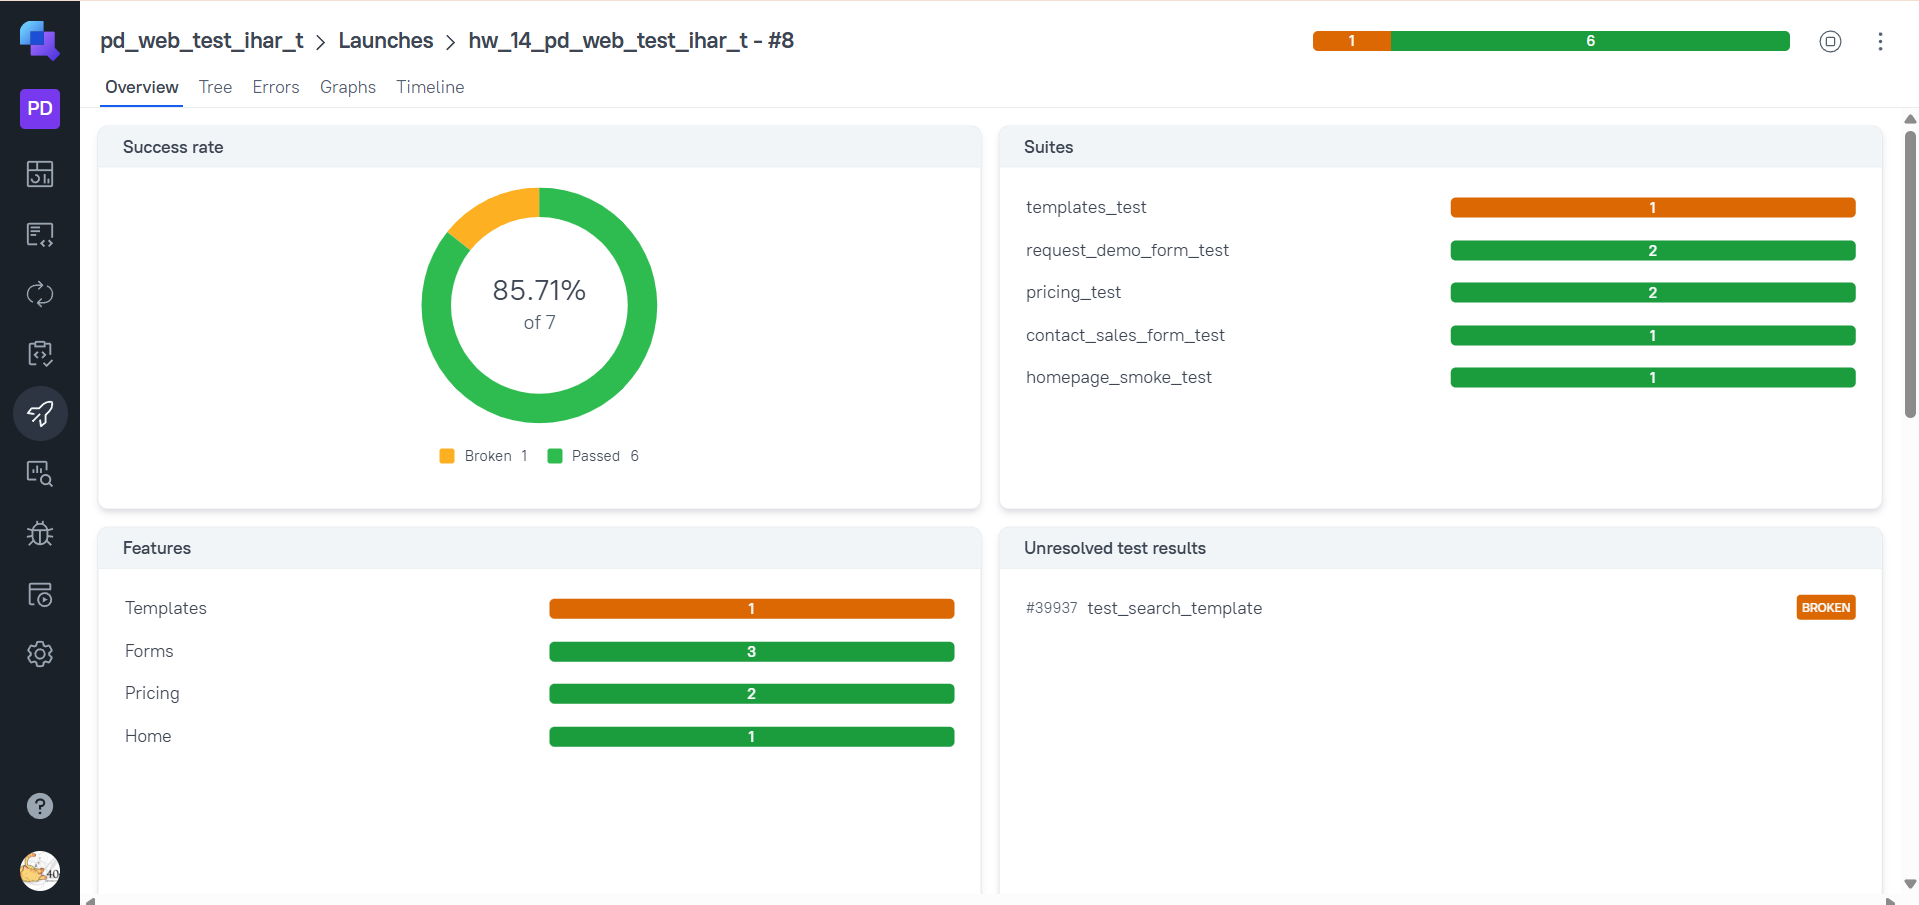 pd_web_test_ihar_t > Launches > hw_14_pd_web_test_ihar_t - #8
1 6
PD
Overview Tree Errors Graphs Timeline
Success rate
85.71%
of 7
Broken 1 Passed 6
Suites
templates_test 1
request_demo_form_test 2
pricing_test 2
contact_sales_form_test 1
homepage_smoke_test 1
Features
Templates 1
Forms 3
Pricing 2
Home 1
Unresolved test results
#39937 test_search_template BROKEN
?
40